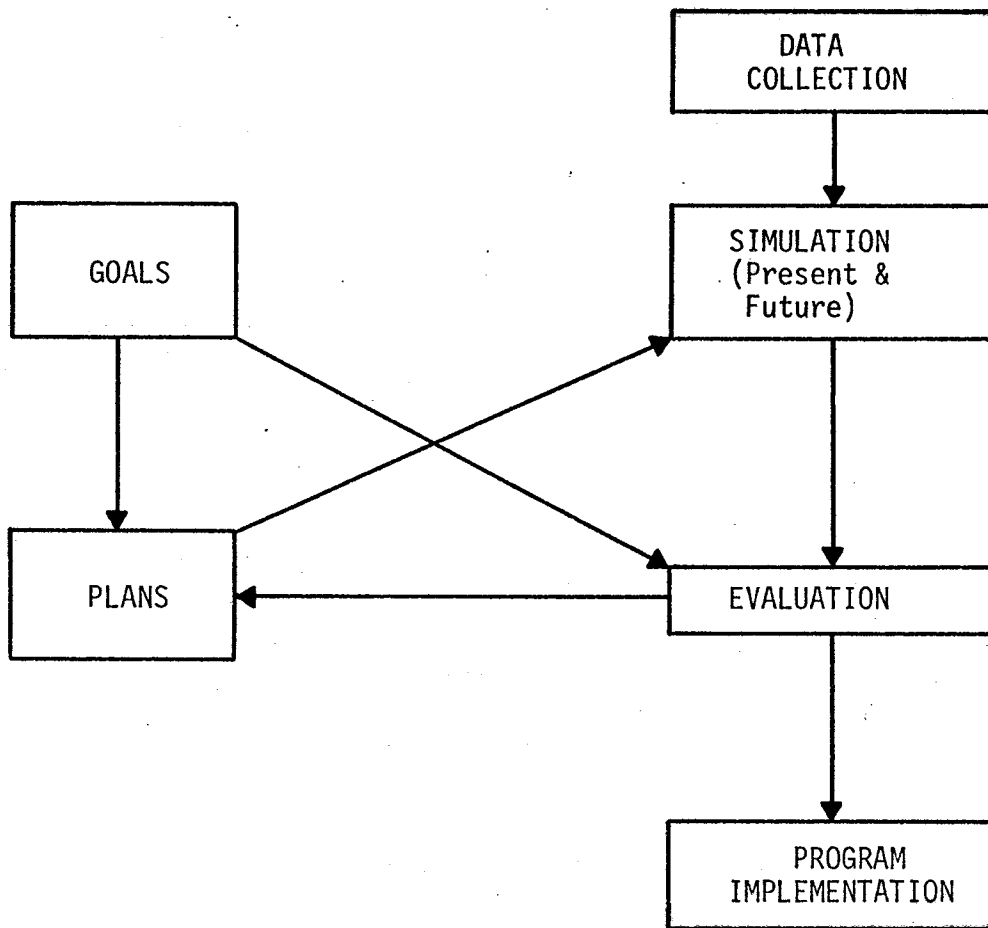 DATA
COLLECTION
GOALS
SIMULATION
(Present &
Future)
PLANS
EVALUATION
PROGRAM
IMPLEMENTATION